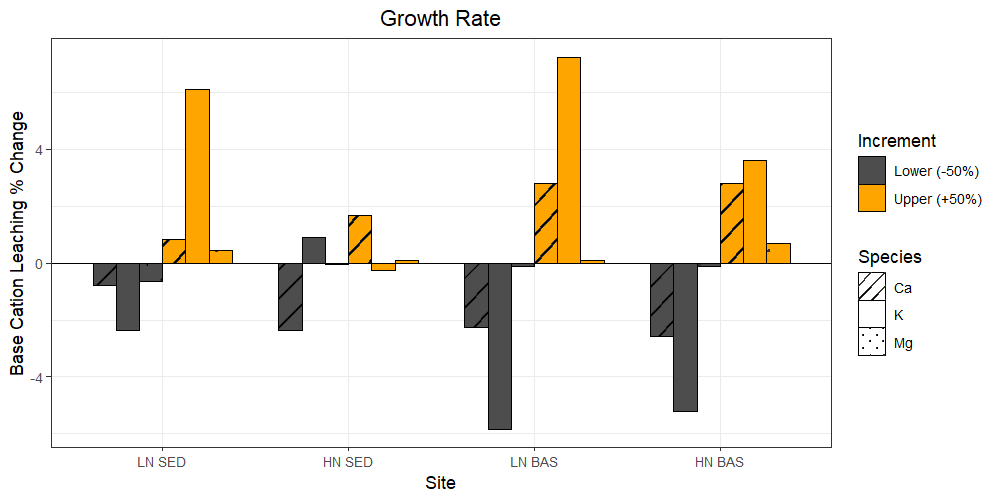 Growth Rate
Base Cation Leaching % Change
4
0
-4
LN SED
HN SED
LN BAS
HN BAS
Site
Increment
Lower (-50%)
Upper (+50%)
Species
Ca
K
Mg